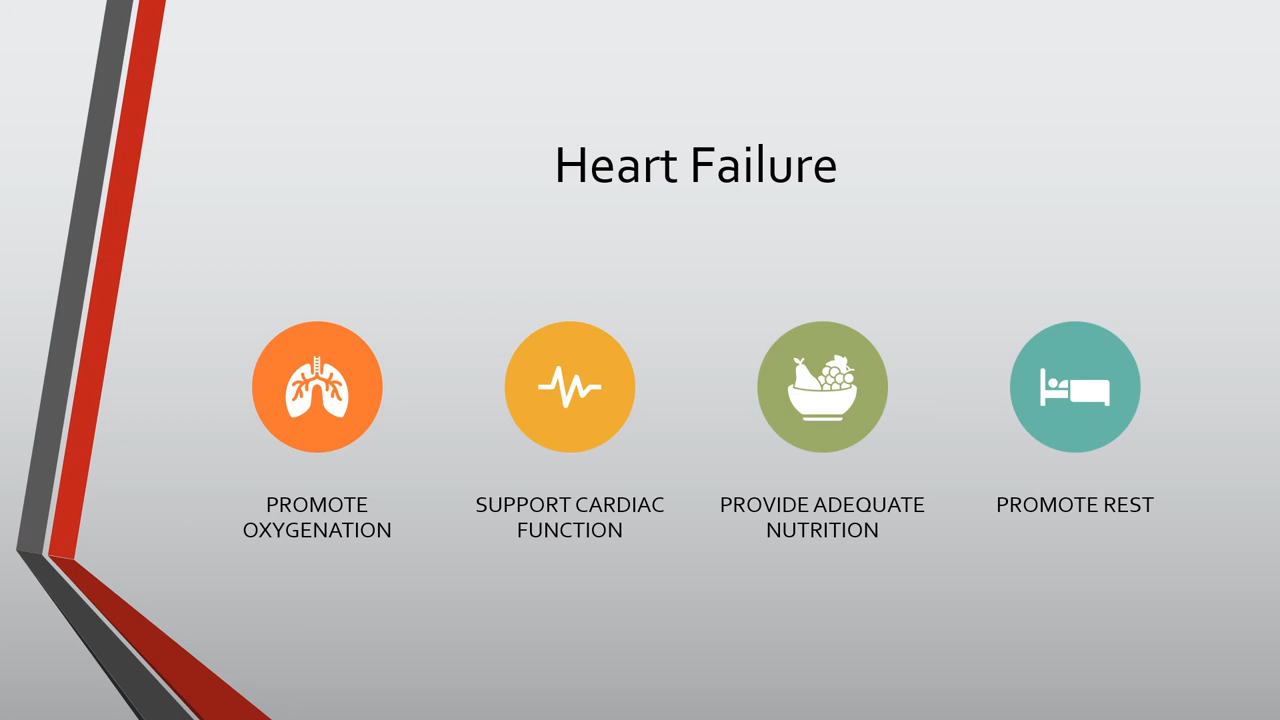 Heart Failure
PROMOTE
OXYGENATION
SUPPORT CARDIAC
FUNCTION
PROVIDE ADEQUATE
NUTRITION
PROMOTE REST